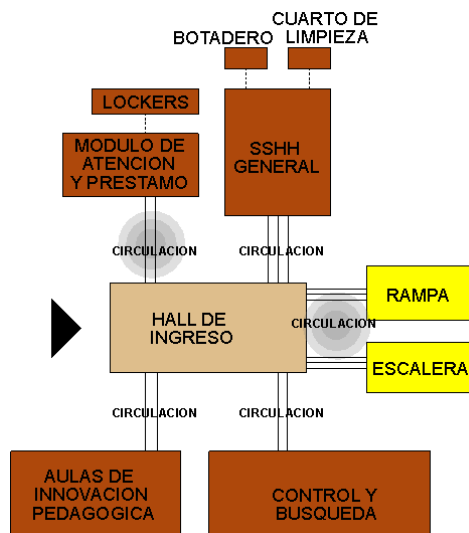 CUARTO DE
LIMPIEZA
BOTADERO
LOCKERS
MODULO DE
ATENCION
Y PRESTAMO
SSHH
GENERAL
CIRCULACION
CIRCULACION
HALL DE
INGRESO
RAMPA
CIRCULACION
ESCALERA
CIRCULACION
CIRCULACION
AULAS DE
INNOVACION
PEDAGOGICA
CONTROL Y
BUSQUEDA